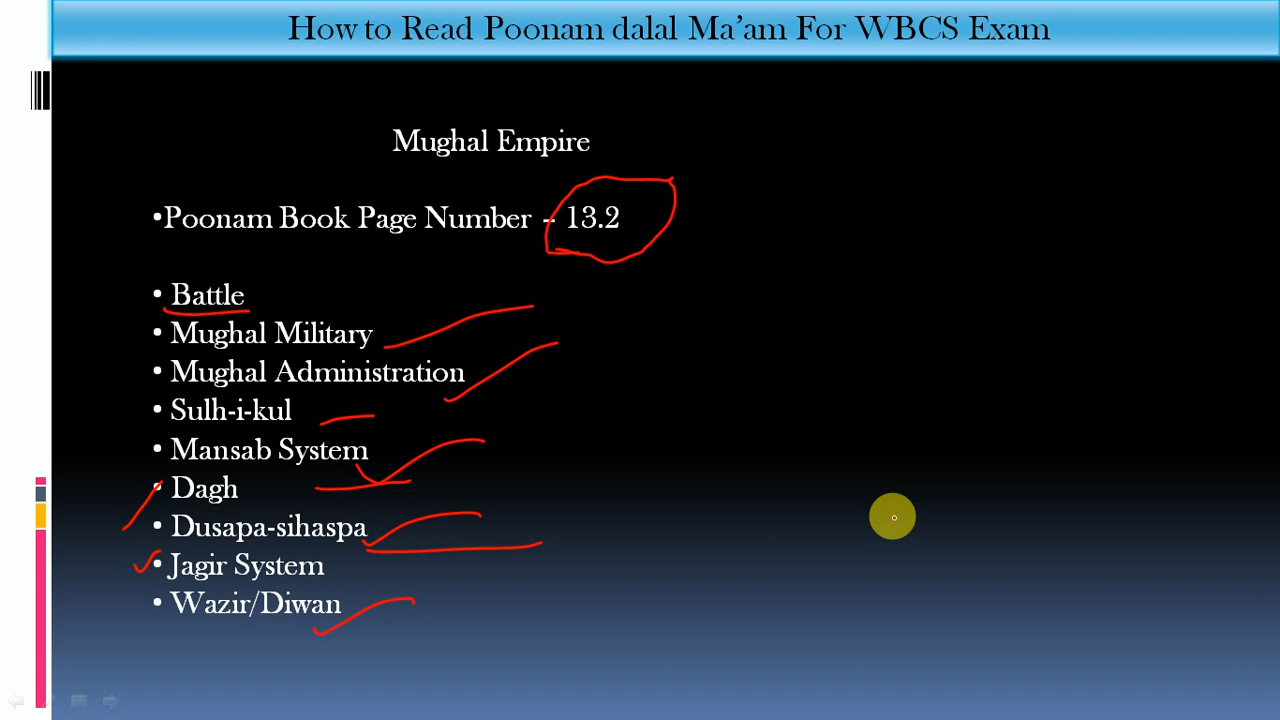 How to Read Poonam dalal Ma’am For WBCS Exam
Mughal Empire
•Poonam Book Page Number – 13.2
• Battle
• Mughal Military
• Mughal Administration
• Sulh-i-kul
• Mansab System
• Dagh
• Dusapa-sihaspa
• Jagir System
• Wazir/Diwan